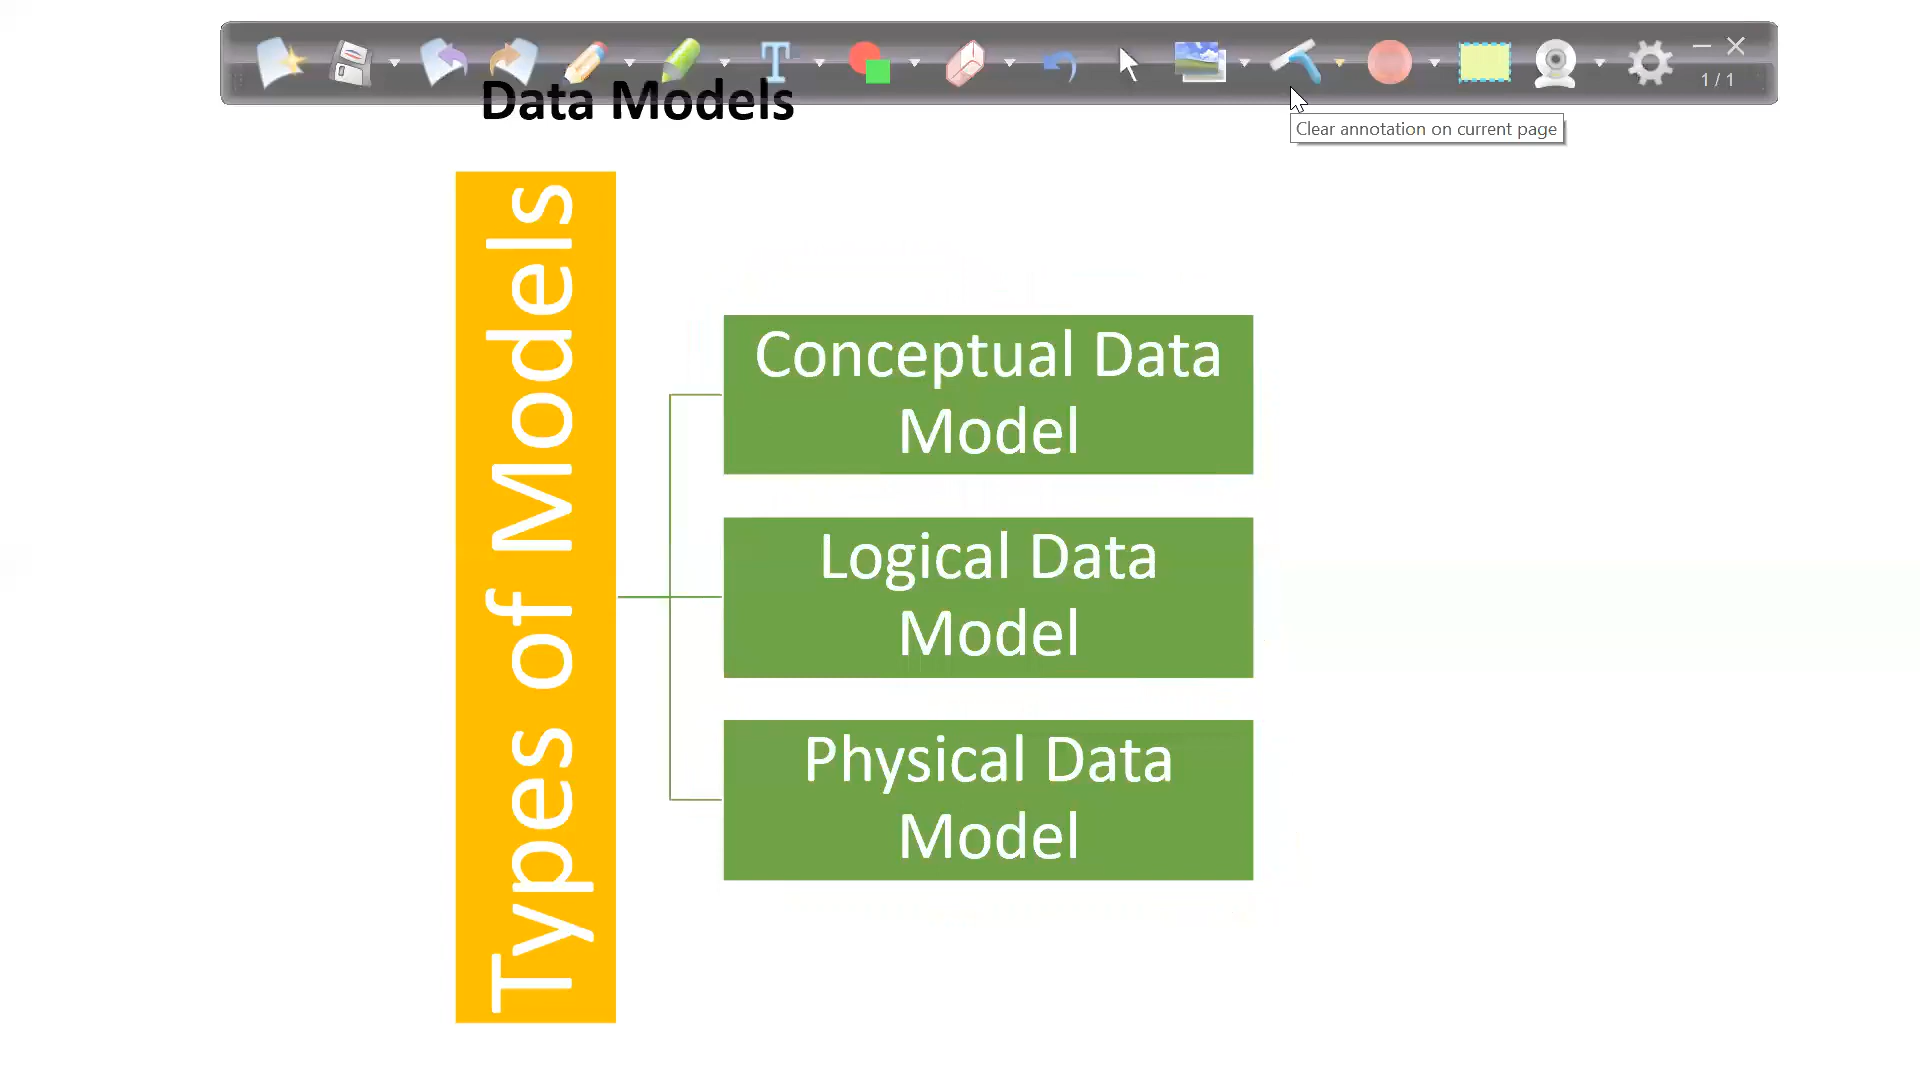 1 / 1
Data Models
Clear annotation on current page
Types of Models
Conceptual Data
Model
Logical Data
Model
Physical Data
Model